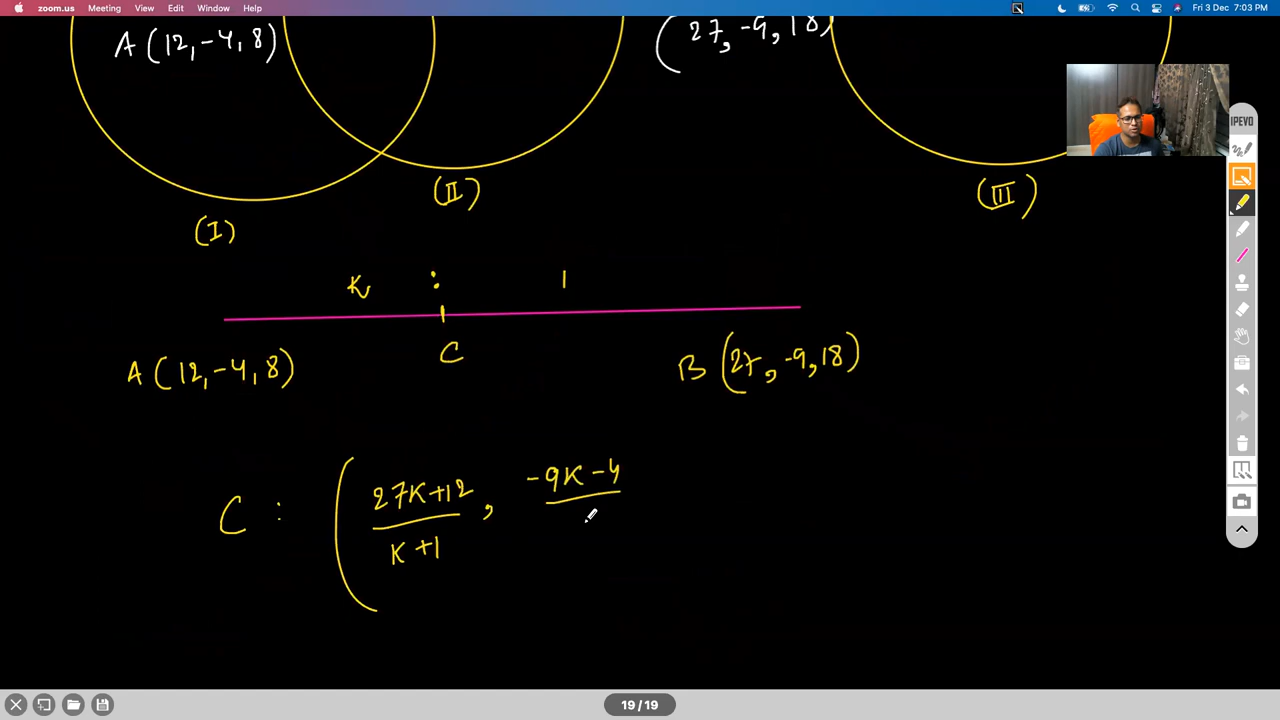 zoom.us Meeting View Edit Window Help Fri 3 Dec 7:03 PM
A (12, -4, 8)
(27, -9, 18)
IPEVO
(I)
(II)
(III)
K : 1
C
A (12, -4, 8)
B (27, -9, 18)
C : ( 27K+12 / K+1 , -9K-4
19 / 19